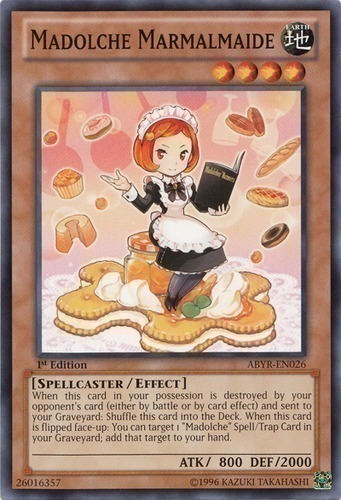 MADOLCHE MARMALMAIDE
EARTH
地
Madolche Memory
1st Edition
ABYR-EN026
[SPELLCASTER / EFFECT]
When this card in your possession is destroyed by your
opponent's card (either by battle or by card effect) and sent
to your Graveyard: Shuffle this card into the Deck. When this card
is flipped face-up: You can target 1 "Madolche" Spell/Trap Card in
your Graveyard; add that target to your hand.
ATK/ 800 DEF/2000
26016357
©1996 KAZUKI TAKAHASHI